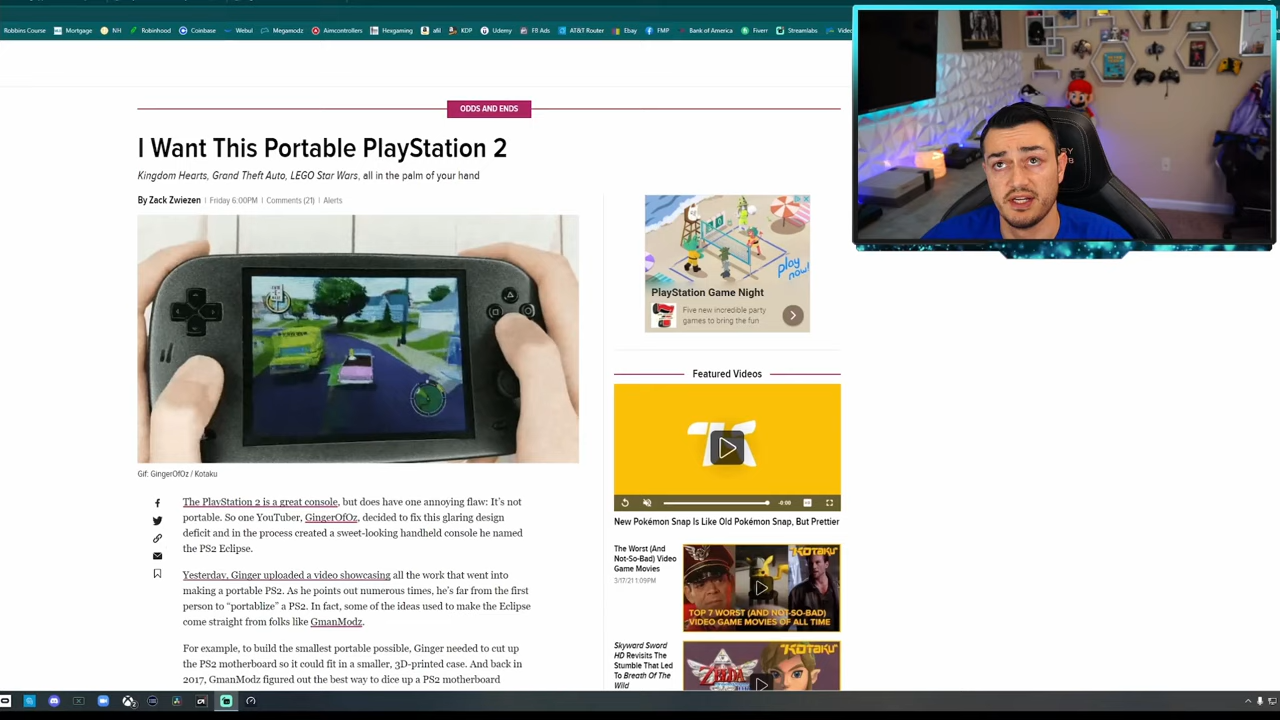 Robbins Course Mortgage NH Robinhood Coinbase Webul Megamodz Aimcontrollers Hexgaming afil KDP Udemy FB Ads AT&T Router Ebay FMP Bank of America Fiverr Streamlabs
ODDS AND ENDS
I Want This Portable PlayStation 2
Kingdom Hearts, Grand Theft Auto, LEGO Star Wars, all in the palm of your hand
By Zack Zwiezen | Friday 6:00PM | Comments (21) | Alerts
Gif: GingerOfOz / Kotaku
The PlayStation 2 is a great console, but does have one annoying flaw: It's not
portable. So one YouTuber, GingerOfOz, decided to fix this glaring design
deficit and in the process created a sweet-looking handheld console he named
the PS2 Eclipse.
Yesterday, Ginger uploaded a video showcasing all the work that went into
making a portable PS2. As he points out numerous times, he's far from the first
person to "portablize" a PS2. In fact, some of the ideas used to make the Eclipse
come straight from folks like GmanModz.
For example, to build the smallest portable possible, Ginger needed to cut up
the PS2 motherboard so it could fit in a smaller, 3D-printed case. And back in
2017, GmanModz figured out the best way to dice up a PS2 motherboard
play
now!
PlayStation Game Night
Five new incredible party
games to bring the fun
Featured Videos
New Pokémon Snap Is Like Old Pokémon Snap, But Prettier
The Worst (And
Not-So-Bad) Video
Game Movies
3/17/21 1:09PM
KOTAKU
TOP 7 WORST (AND NOT-SO-BAD)
VIDEO GAME MOVIES OF ALL TIME
Skyward Sword
HD Revisits The
Stumble That Led
To Breath Of The
Wild
KOTAKU